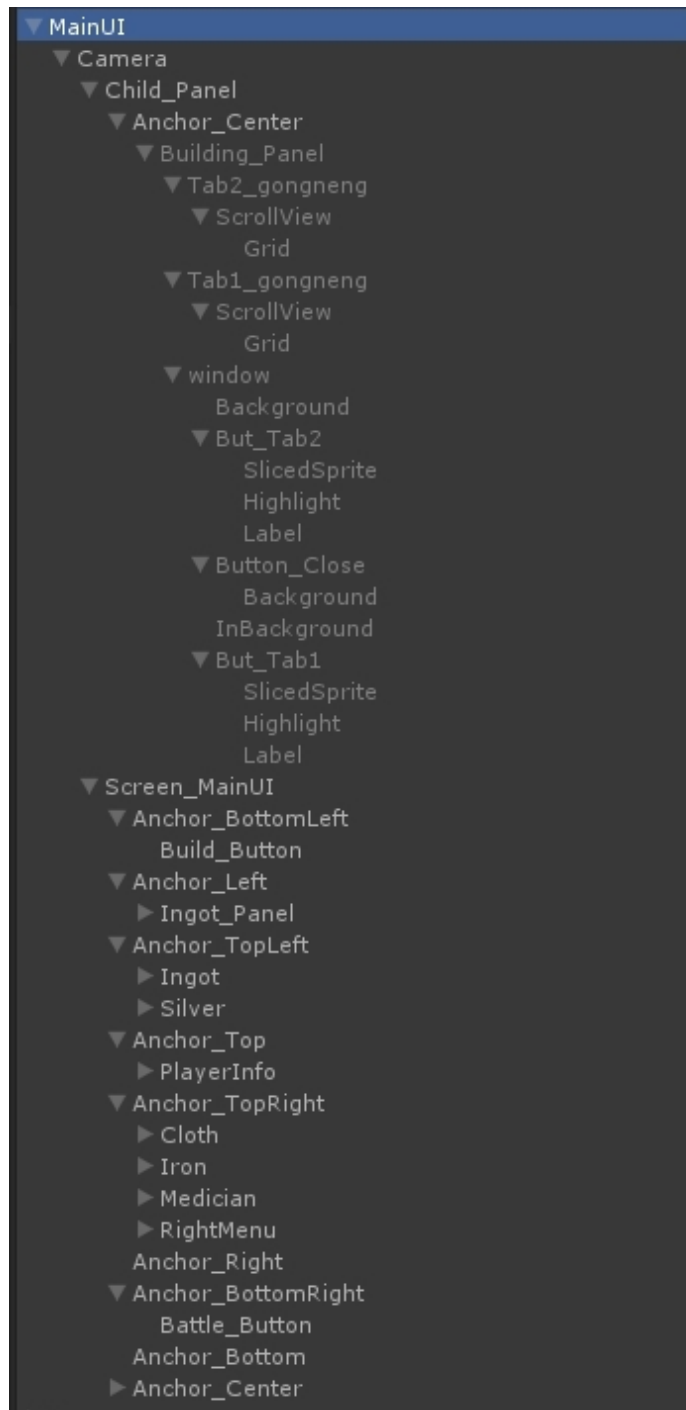 MainUI
Camera
Child_Panel
Anchor_Center
Building_Panel
Tab2_gongneng
ScrollView
Grid
Tab1_gongneng
ScrollView
Grid
window
Background
But_Tab2
SlicedSprite
Highlight
Label
Button_Close
Background
InBackground
But_Tab1
SlicedSprite
Highlight
Label
Screen_MainUI
Anchor_BottomLeft
Build_Button
Anchor_Left
Ingot_Panel
Anchor_TopLeft
Ingot
Silver
Anchor_Top
PlayerInfo
Anchor_TopRight
Cloth
Iron
Medician
RightMenu
Anchor_Right
Anchor_BottomRight
Battle_Button
Anchor_Bottom
Anchor_Center